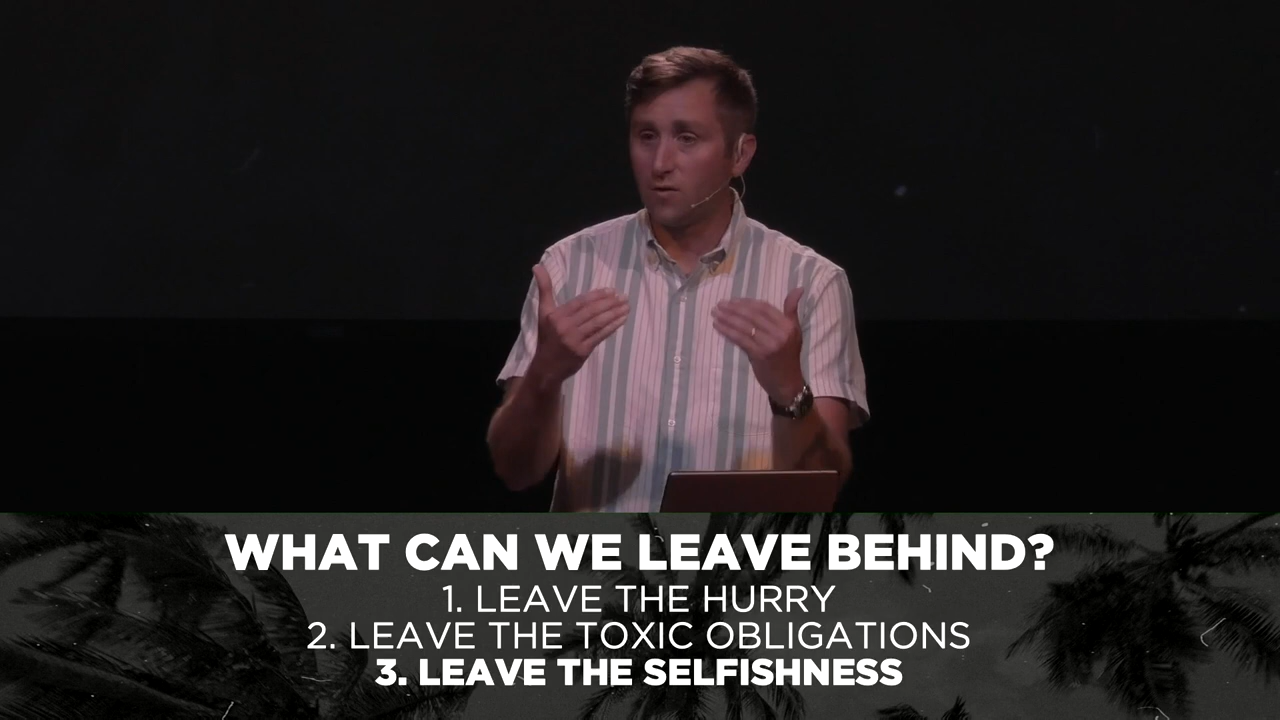 WHAT CAN WE LEAVE BEHIND?
1. LEAVE THE HURRY
2. LEAVE THE TOXIC OBLIGATIONS
3. LEAVE THE SELFISHNESS